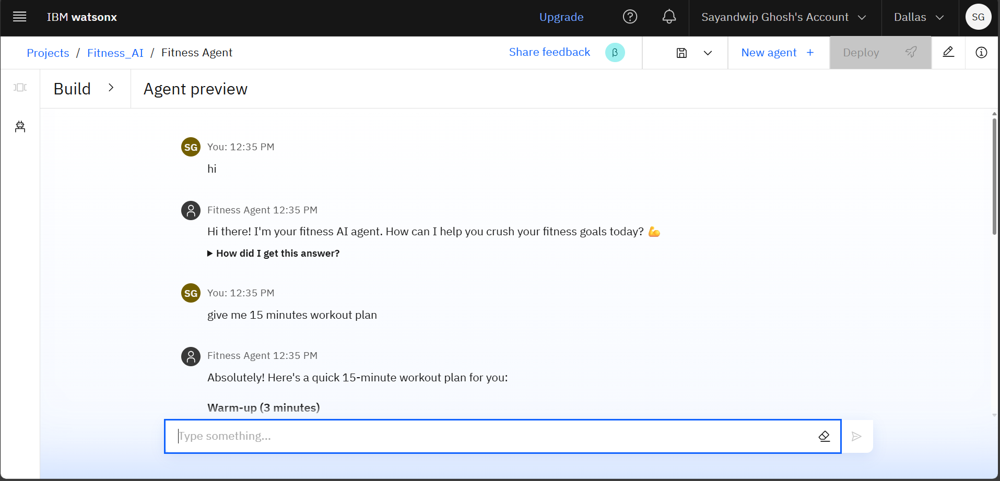 IBM watsonx
Upgrade
Sayandwip Ghosh's Account
Dallas
SG
Projects / Fitness_AI / Fitness Agent
Share feedback
β
New agent +
Deploy
Build
Agent preview
SG
You: 12:35 PM
hi
Fitness Agent 12:35 PM
Hi there! I'm your fitness AI agent. How can I help you crush your fitness goals today? 💪
How did I get this answer?
SG
You: 12:35 PM
give me 15 minutes workout plan
Fitness Agent 12:35 PM
Absolutely! Here's a quick 15-minute workout plan for you:
Warm-up (3 minutes)
Type something...